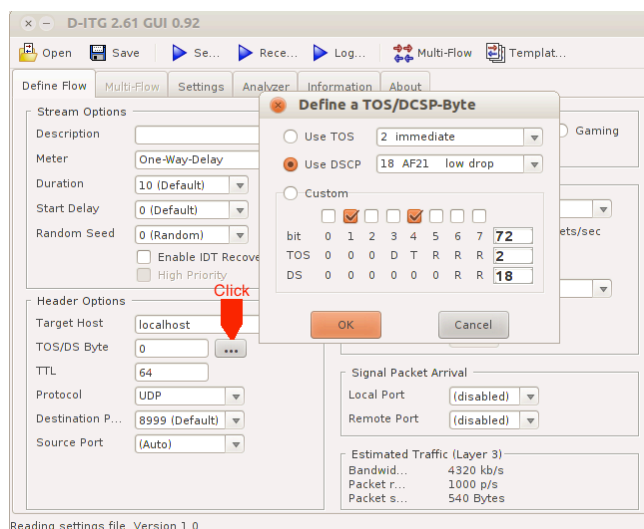 D-ITG 2.61 GUI 0.92
Open Save Se... Rece... Log... Multi-Flow Templat...
Define Flow Multi-Flow Settings Analyzer Information About
Stream Options
Description
Meter One-Way-Delay
Duration 10 (Default)
Start Delay 0 (Default)
Random Seed 0 (Random)
Enable IDT Recove
High Priority
Click
Header Options
Target Host localhost
TOS/DS Byte 0 ...
TTL 64
Protocol UDP
Destination P... 8999 (Default)
Source Port (Auto)
Define a TOS/DCSP-Byte
Use TOS 2 immediate
Use DSCP 18 AF21 low drop
Custom
bit 0 1 2 3 4 5 6 7 72
TOS 0 0 0 D T R R R 2
DS 0 0 0 0 0 0 R R 18
OK Cancel
Gaming
ets/sec
Signal Packet Arrival
Local Port (disabled)
Remote Port (disabled)
Estimated Traffic (Layer 3)
Bandwid... 4320 kb/s
Packet r... 1000 p/s
Packet s... 540 Bytes
Reading settings file. Version 1.0